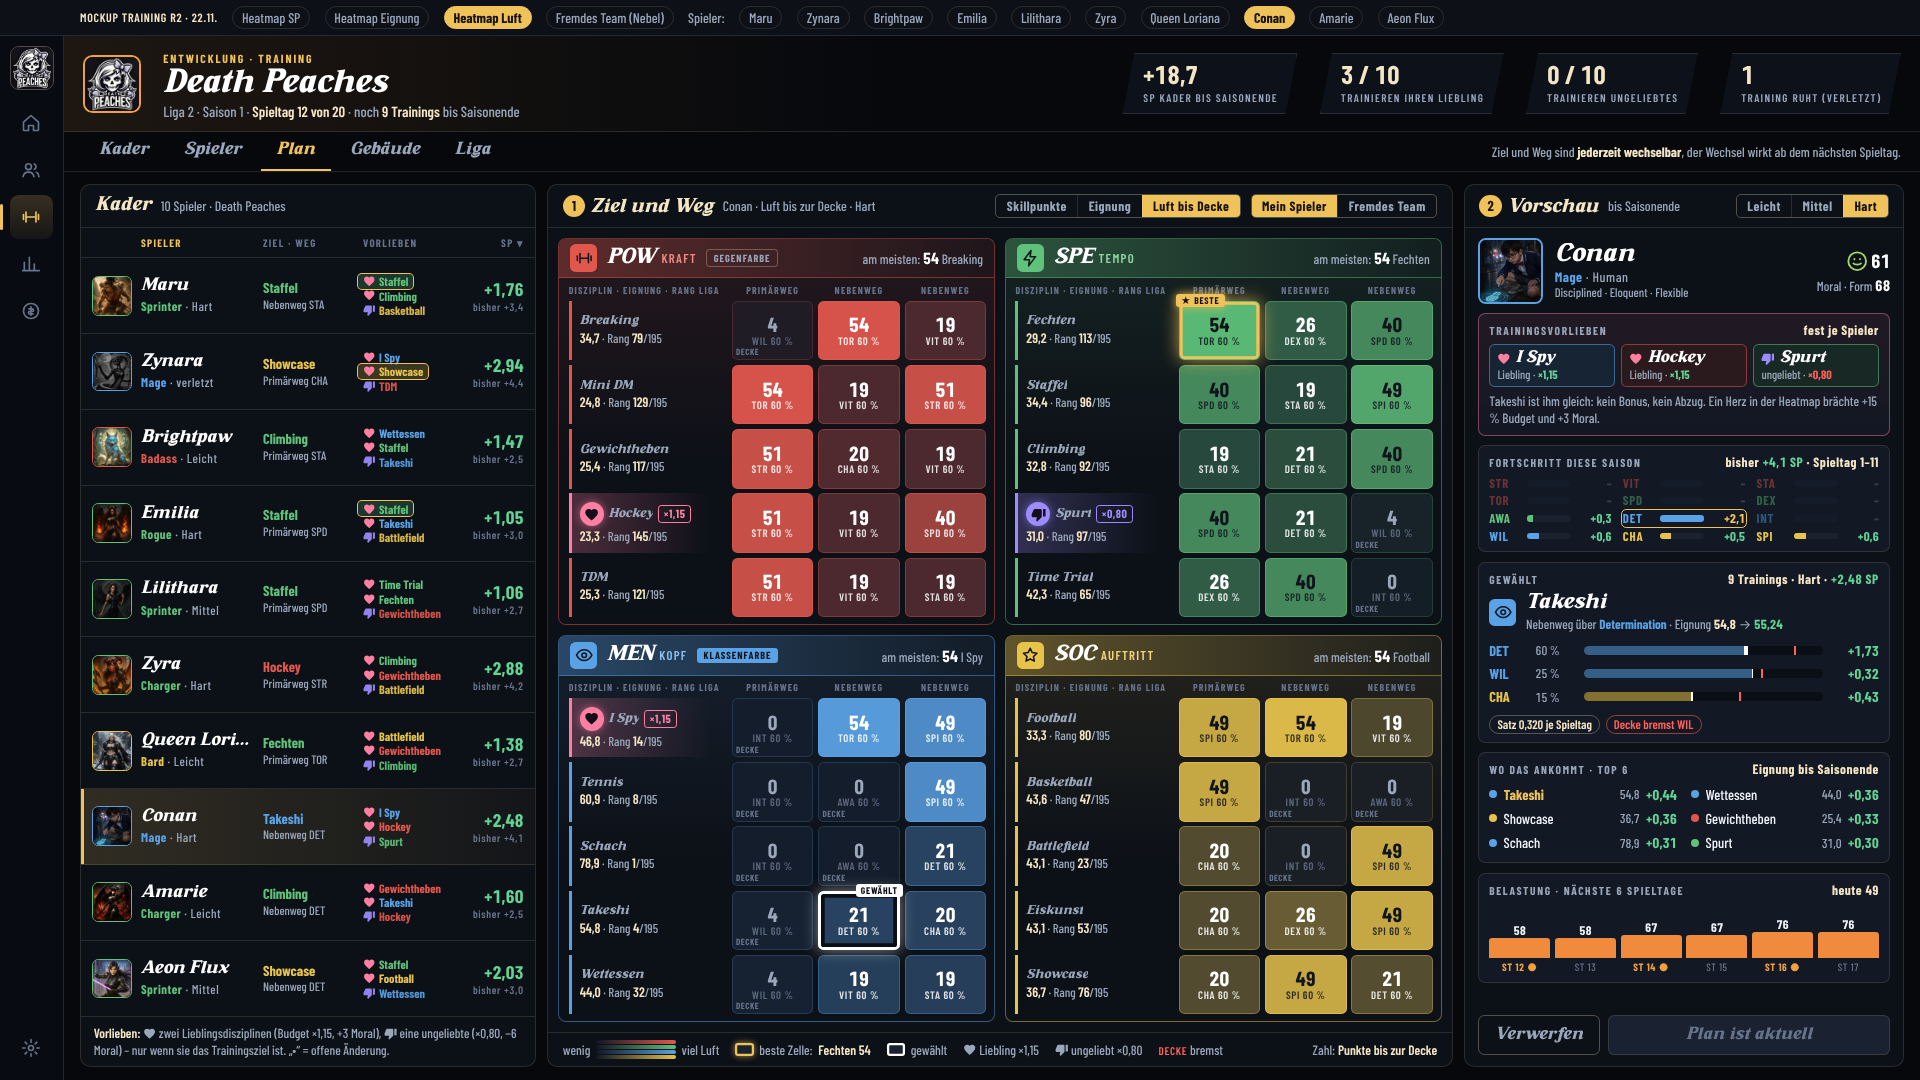 MOCKUP TRAINING R2 · 22.11. Heatmap SP Heatmap Eignung Heatmap Luft Fremdes Team (Nebel) Spieler: Maru Zynara Brightpaw Emilia Lilithara Zyra Queen Loriana Conan Amarie Aeon Flux
ENTWICKLUNG · TRAINING
Death Peaches
Liga 2 · Saison 1 · Spieltag 12 von 20 · noch 9 Trainings bis Saisonende
+18,7
SP KADER BIS SAISONENDE
3 / 10
TRAINIEREN IHREN LIEBLING
0 / 10
TRAINIEREN UNGELIEBTES
1
TRAINING RUHT (VERLETZT)
Kader Spieler Plan Gebäude Liga
Ziel und Weg sind jederzeit wechselbar, der Wechsel wirkt ab dem nächsten Spieltag.
Kader 10 Spieler · Death Peaches
SPIELER ZIEL · WEG VORLIEBEN SP ▼
Maru
Sprinter · Hart
Staffel
Nebenweg STA
Staffel
Climbing
Basketball
+1,76
bisher +3,4
Zynara
Mage · verletzt
Showcase
Primärweg CHA
I Spy
Showcase
TDM
+2,94
bisher +4,4
Brightpaw
Badass · Leicht
Climbing
Primärweg STA
Wettessen
Staffel
Takeshi
+1,47
bisher +2,5
Emilia
Rogue · Hart
Staffel
Primärweg SPD
Staffel
Takeshi
Battlefield
+1,05
bisher +3,0
Lilithara
Sprinter · Mittel
Staffel
Primärweg SPD
Time Trial
Fechten
Gewichtheben
+1,06
bisher +2,7
Zyra
Charger · Hart
Hockey
Primärweg STR
Climbing
Gewichtheben
Battlefield
+2,88
bisher +4,2
Queen Lori...
Bard · Leicht
Fechten
Primärweg TOR
Battlefield
Gewichtheben
Climbing
+1,38
bisher +2,7
Conan
Mage · Hart
Takeshi
Nebenweg DET
I Spy
Hockey
Spurt
+2,48
bisher +4,1
Amarie
Charger · Leicht
Climbing
Nebenweg DET
Gewichtheben
Takeshi
Hockey
+1,60
bisher +2,5
Aeon Flux
Sprinter · Mittel
Showcase
Nebenweg DET
Staffel
Football
Wettessen
+2,03
bisher +3,0
Vorlieben: zwei Lieblingsdisziplinen (Budget ×1,15, +3 Moral), eine ungeliebte (×0,80, −6
Moral) – nur wenn sie das Trainingsziel ist. „•“ = offene Änderung.
1 Ziel und Weg Conan · Luft bis zur Decke · Hart
Skillpunkte Eignung Luft bis Decke Mein Spieler Fremdes Team
POW KRAFT GEGENFARBE am meisten: 54 Breaking
DISZIPLIN · EIGNUNG · RANG LIGA PRIMÄRWEG NEBENWEG NEBENWEG
Breaking
34,7 · Rang 79/195
4 WIL 60 % DECKE
54 TOR 60 %
19 VIT 60 %
Mini DM
24,8 · Rang 129/195
54 TOR 60 %
19 VIT 60 %
51 STR 60 %
Gewichtheben
25,4 · Rang 117/195
51 STR 60 %
20 CHA 60 %
19 VIT 60 %
Hockey ×1,15
23,3 · Rang 145/195
51 STR 60 %
19 VIT 60 %
40 SPD 60 %
TDM
25,3 · Rang 121/195
51 STR 60 %
19 VIT 60 %
19 STA 60 %
SPE TEMPO am meisten: 54 Fechten
DISZIPLIN · EIGNUNG · RANG LIGA PRIMÄRWEG NEBENWEG NEBENWEG
★ BESTE
Fechten
29,2 · Rang 113/195
54 TOR 60 %
26 DEX 60 %
40 SPD 60 %
Staffel
34,4 · Rang 96/195
40 SPD 60 %
19 STA 60 %
49 SPI 60 %
Climbing
32,8 · Rang 92/195
19 STA 60 %
21 DET 60 %
40 SPD 60 %
Spurt ×0,80
31,0 · Rang 97/195
40 SPD 60 %
21 DET 60 %
4 WIL 60 % DECKE
Time Trial
42,3 · Rang 65/195
26 DEX 60 %
40 SPD 60 %
0 INT 60 % DECKE
MEN KOPF KLASSENFARBE am meisten: 54 I Spy
DISZIPLIN · EIGNUNG · RANG LIGA PRIMÄRWEG NEBENWEG NEBENWEG
I Spy ×1,15
46,8 · Rang 14/195
0 INT 60 % DECKE
54 TOR 60 %
49 SPI 60 %
Tennis
60,9 · Rang 8/195
0 INT 60 % DECKE
0 AWA 60 % DECKE
49 SPI 60 %
Schach
78,9 · Rang 1/195
0 INT 60 % DECKE
0 AWA 60 % DECKE
21 DET 60 %
GEWÄHLT
Takeshi
54,8 · Rang 4/195
4 WIL 60 % DECKE
21 DET 60 %
20 CHA 60 %
Wettessen
44,0 · Rang 32/195
4 WIL 60 % DECKE
19 VIT 60 %
19 STA 60 %
SOC AUFTRITT am meisten: 54 Football
DISZIPLIN · EIGNUNG · RANG LIGA PRIMÄRWEG NEBENWEG NEBENWEG
Football
33,3 · Rang 80/195
49 SPI 60 %
54 TOR 60 %
19 VIT 60 %
Basketball
43,6 · Rang 47/195
49 SPI 60 %
0 INT 60 % DECKE
0 AWA 60 % DECKE
Battlefield
43,1 · Rang 23/195
20 CHA 60 %
0 INT 60 % DECKE
49 SPI 60 %
Eiskunst
43,1 · Rang 53/195
20 CHA 60 %
26 DEX 60 %
49 SPI 60 %
Showcase
36,7 · Rang 76/195
20 CHA 60 %
49 SPI 60 %
21 DET 60 %
wenig viel Luft beste Zelle: Fechten 54 gewählt Liebling ×1,15 ungeliebt ×0,80 DECKE bremst Zahl: Punkte bis zur Decke
2 Vorschau bis Saisonende
Leicht Mittel Hart
Conan
Mage · Human
Disciplined · Eloquent · Flexible
61
Moral · Form 68
TRAININGSVORLIEBEN fest je Spieler
I Spy
Liebling · ×1,15
Hockey
Liebling · ×1,15
Spurt
ungeliebt · ×0,80
Takeshi ist ihm gleich: kein Bonus, kein Abzug. Ein Herz in der Heatmap brächte +15
% Budget und +3 Moral.
FORTSCHRITT DIESE SAISON bisher +4,1 SP · Spieltag 1–11
STR – VIT – STA –
TOR – SPD – DEX –
AWA +0,3 DET +2,1 INT –
WIL +0,6 CHA +0,5 SPI +0,6
GEWÄHLT 9 Trainings · Hart · +2,48 SP
Takeshi
Nebenweg über Determination · Eignung 54,8 → 55,24
DET 60 % +1,73
WIL 25 % +0,32
CHA 15 % +0,43
Satz 0,320 je Spieltag Decke bremst WIL
WO DAS ANKOMMT · TOP 6 Eignung bis Saisonende
Takeshi 54,8 +0,44 Wettessen 44,0 +0,36
Showcase 36,7 +0,36 Gewichtheben 25,4 +0,33
Schach 78,9 +0,31 Spurt 31,0 +0,30
BELASTUNG · NÄCHSTE 6 SPIELTAGE heute 49
58 58 67 67 76 76
ST 12 ST 13 ST 14 ST 15 ST 16 ST 17
Verwerfen Plan ist aktuell